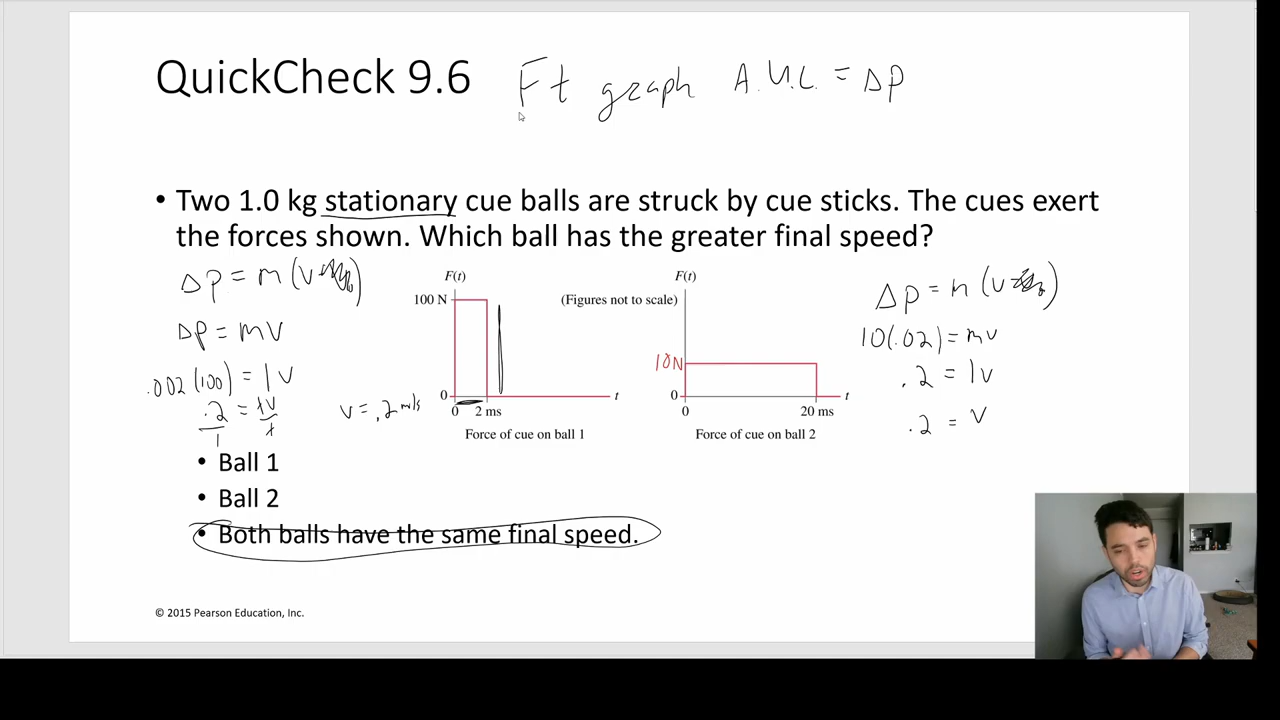 QuickCheck 9.6
Ft graph A.U.C. = Δp
• Two 1.0 kg stationary cue balls are struck by cue sticks. The cues exert
the forces shown. Which ball has the greater final speed?
Δp = m (v
Δp = mv
.002 (100) = 1 v
.2 = 1v
1 1
v = .2 m/s
F(t)
100 N
0
0 2 ms t
Force of cue on ball 1
(Figures not to scale)
F(t)
10N
0
0 20 ms t
Force of cue on ball 2
Δp = m (v
10(.02) = mv
.2 = 1v
.2 = v
• Ball 1
• Ball 2
• Both balls have the same final speed.
© 2015 Pearson Education, Inc.